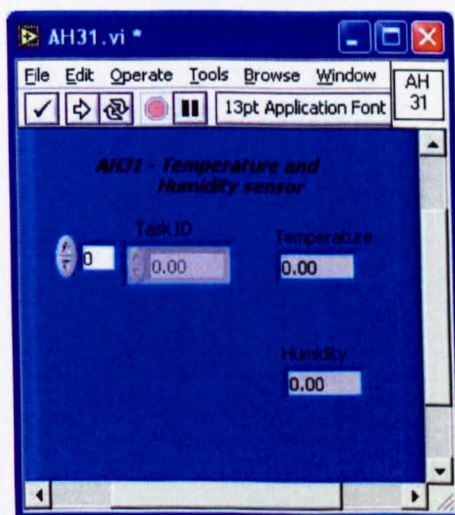 AH31.vi *
File Edit Operate Tools Browse Window
AH
31
13pt Application Font
AH31 - Temperature and
Humidity sensor
Task ID
Temperature
0
0.00
0.00
Humidity
0.00